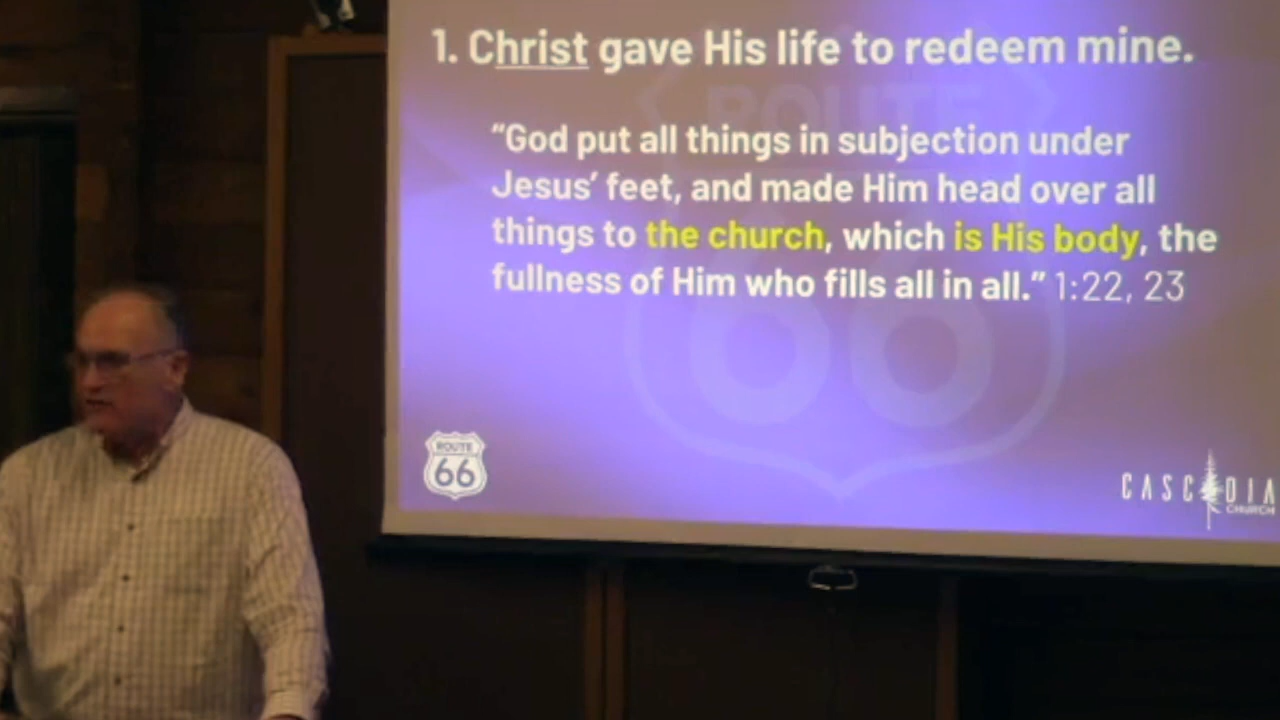 1. Christ gave His life to redeem mine.
“God put all things in subjection under
Jesus’ feet, and made Him head over all
things to the church, which is His body, the
fullness of Him who fills all in all.” 1:22, 23
ROUTE
66
ROUTE
66
CASCADIA
CHURCH